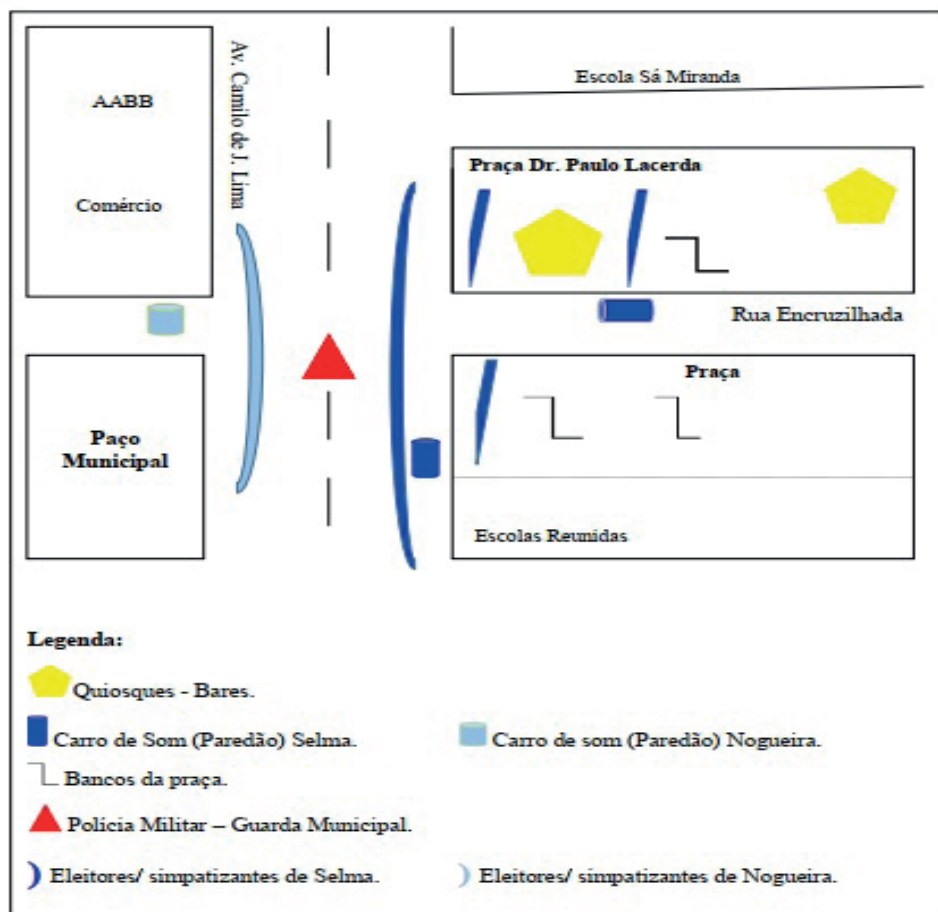 Av. Camilo de J. Lima
Escola Sá Miranda
AABB
Praça Dr. Paulo Lacerda
Comércio
Rua Encruzilhada
Praça
Paço
Municipal
Escolas Reunidas
Legenda:
Quiosques - Bares.
Carro de Som (Paredão) Selma.
Carro de som (Paredão) Nogueira.
Bancos da praça.
Polícia Militar – Guarda Municipal.
Eleitores/ simpatizantes de Selma.
Eleitores/ simpatizantes de Nogueira.